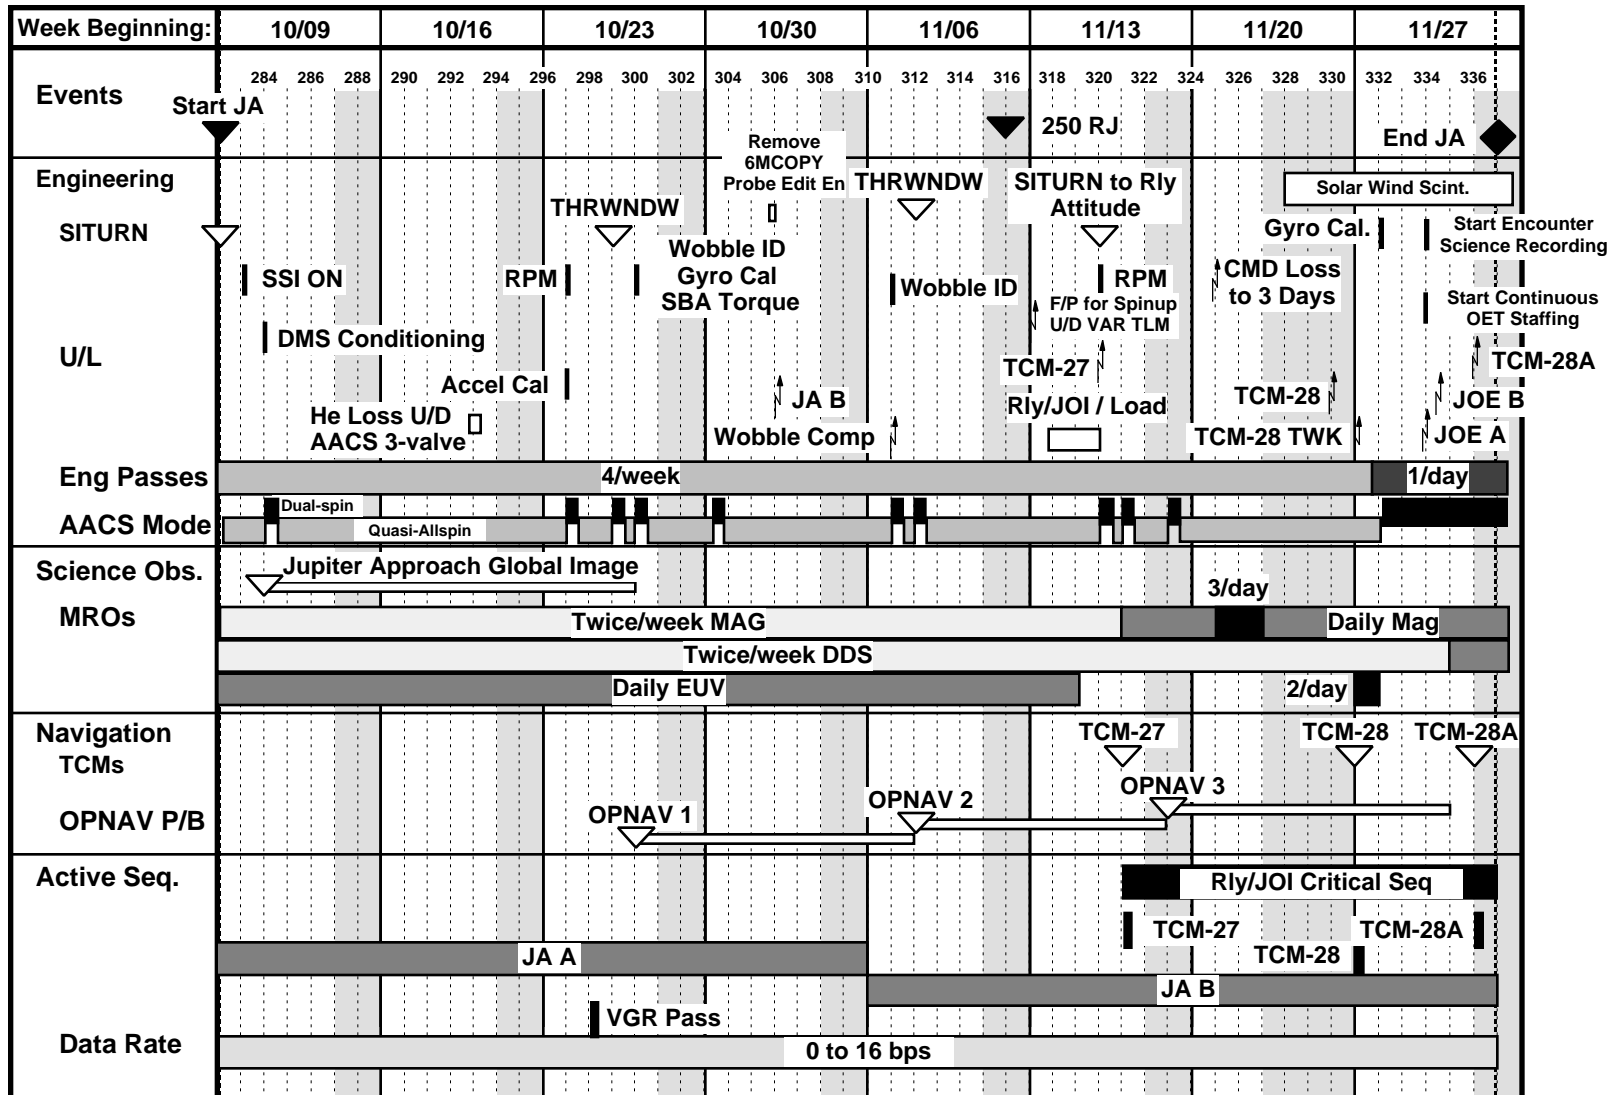 Week Beginning: 10/09 10/16 10/23 10/30 11/06 11/13 11/20 11/27
284 286 288 290 292 294 296 298 300 302 304 306 308 310 312 314 316 318 320 322 324 326 328 330 332 334 336
Events
Start JA
250 RJ
End JA
Engineering
Remove
6MCOPY
Probe Edit En
THRWNDW
SITURN to Rly
Attitude
Solar Wind Scint.
SITURN
THRWNDW
Gyro Cal.
Start Encounter
Science Recording
SSI ON
RPM
Wobble ID
Gyro Cal
SBA Torque
Wobble ID
RPM
CMD Loss
to 3 Days
F/P for Spinup
U/D VAR TLM
Start Continuous
OET Staffing
U/L
DMS Conditioning
TCM-27
TCM-28A
Accel Cal
JA B
TCM-28
JOE B
He Loss U/D
AACS 3-valve
Rly/JOI / Load
Wobble Comp
TCM-28 TWK
JOE A
Eng Passes
4/week
1/day
AACS Mode
Dual-spin
Quasi-Allspin
Science Obs.
Jupiter Approach Global Image
3/day
MROs
Twice/week MAG
Daily Mag
Twice/week DDS
Daily EUV
2/day
Navigation
TCMs
TCM-27
TCM-28
TCM-28A
OPNAV P/B
OPNAV 1
OPNAV 2
OPNAV 3
Active Seq.
Rly/JOI Critical Seq
TCM-27
TCM-28A
TCM-28
JA A
JA B
VGR Pass
Data Rate
0 to 16 bps